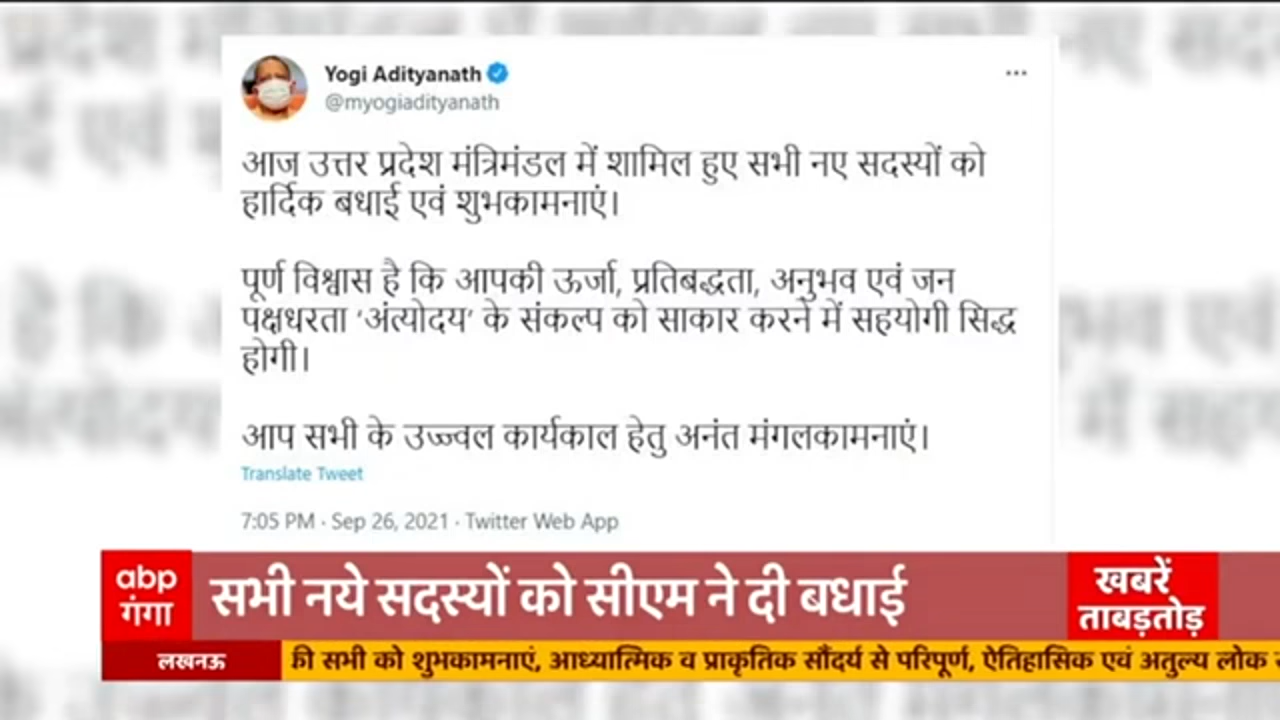 Yogi Adityanath
@myogiadityanath
आज उत्तर प्रदेश मंत्रिमंडल में शामिल हुए सभी नए सदस्यों को
हार्दिक बधाई एवं शुभकामनाएं।
पूर्ण विश्वास है कि आपकी ऊर्जा, प्रतिबद्धता, अनुभव एवं जन
पक्षधरता ‘अंत्योदय’ के संकल्प को साकार करने में सहयोगी सिद्ध
होगी।
आप सभी के उज्ज्वल कार्यकाल हेतु अनंत मंगलकामनाएं।
Translate Tweet
7:05 PM · Sep 26, 2021 · Twitter Web App
abp
गंगा
सभी नये सदस्यों को सीएम ने दी बधाई
खबरें
ताबड़तोड़
लखनऊ
की सभी को शुभकामनाएं, आध्यात्मिक व प्राकृतिक सौंदर्य से परिपूर्ण, ऐतिहासिक एवं अतुल्य लोक